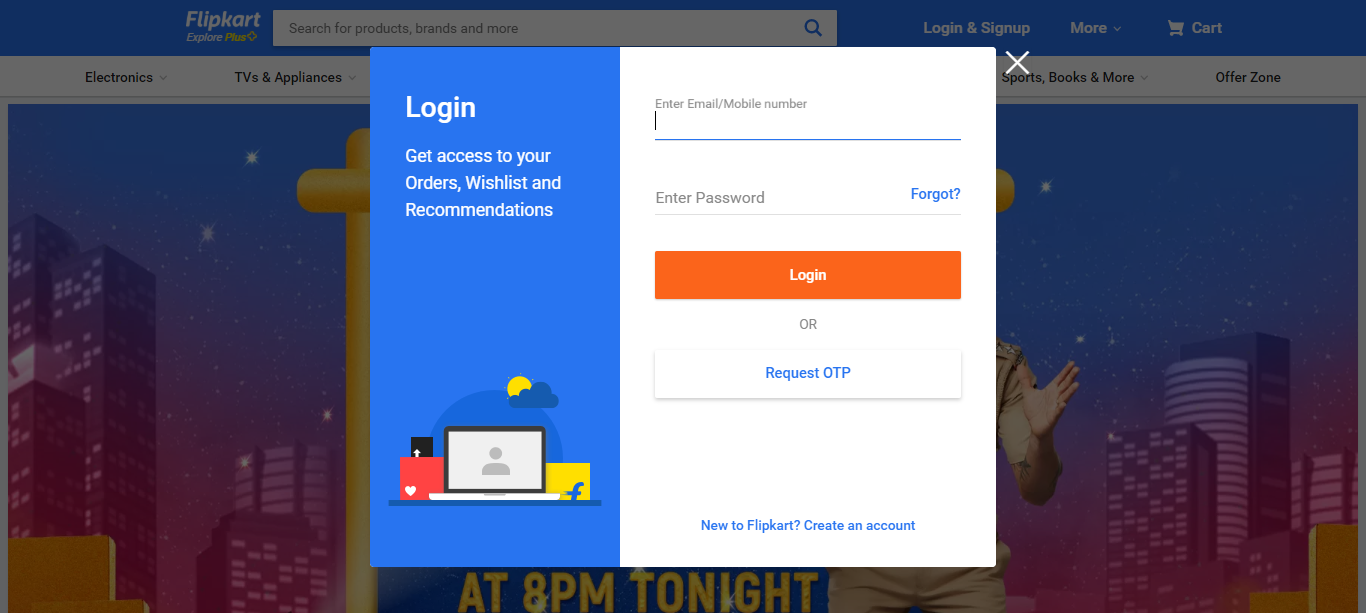 Flipkart
Explore Plus
Search for products, brands and more
Login & Signup
More
Cart
Electronics
TVs & Appliances
Sports, Books & More
Offer Zone
Login
Get access to your
Orders, Wishlist and
Recommendations
Enter Email/Mobile number
Enter Password
Forgot?
Login
OR
Request OTP
New to Flipkart? Create an account
AT 8PM TONIGHT